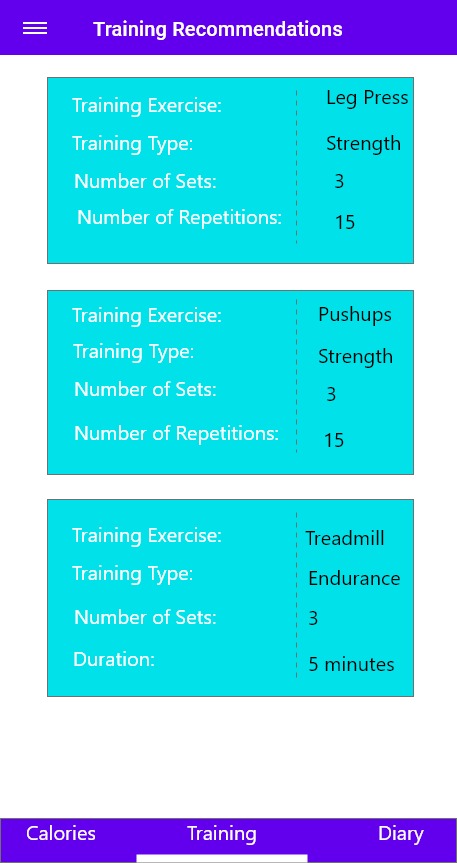 Training Recommendations
Training Exercise: Leg Press
Training Type: Strength
Number of Sets: 3
Number of Repetitions: 15
Training Exercise: Pushups
Training Type: Strength
Number of Sets: 3
Number of Repetitions: 15
Training Exercise: Treadmill
Training Type: Endurance
Number of Sets: 3
Duration: 5 minutes
Calories Training Diary